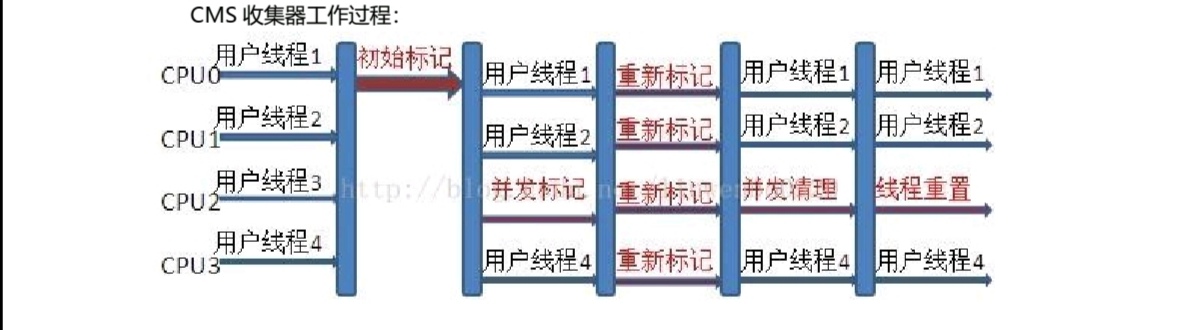 CMS 收集器工作过程：
用户线程1 初始标记
CPU0 用户线程1 重新标记 用户线程1 用户线程1
用户线程2
CPU1 用户线程2 重新标记 用户线程2 用户线程2
用户线程3 http://blo
CPU2 并发标记 重新标记 并发清理 线程重置
用户线程4
CPU3 用户线程4 重新标记 用户线程4 用户线程4